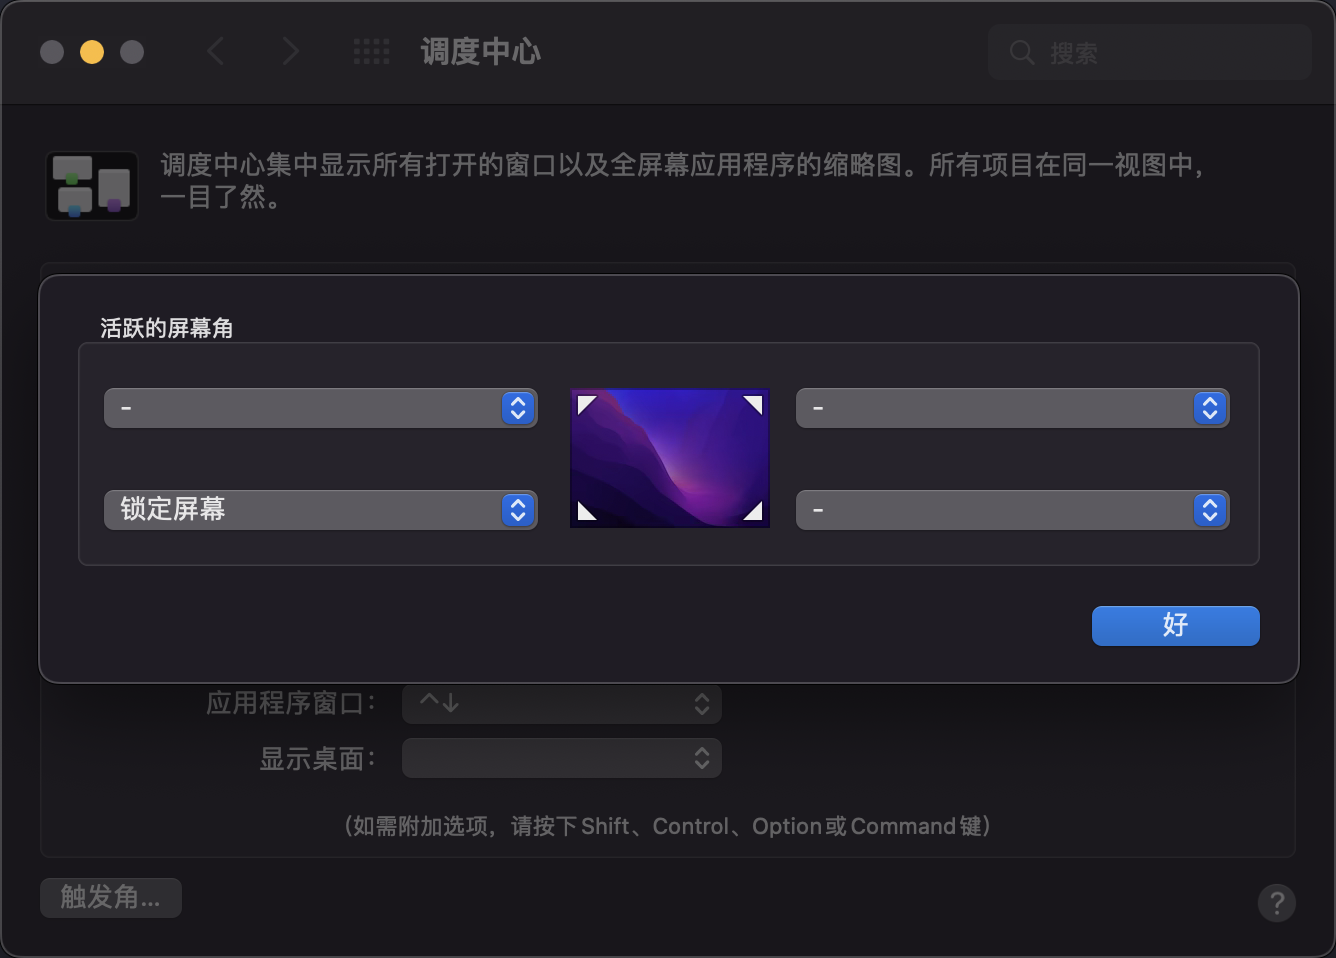 调度中心
搜索
调度中心集中显示所有打开的窗口以及全屏幕应用程序的缩略图。所有项目在同一视图中，
一目了然。
活跃的屏幕角
-
-
锁定屏幕
-
好
应用程序窗口：
^↓
显示桌面：
（如需附加选项，请按下Shift、Control、Option或Command键）
触发角...
?